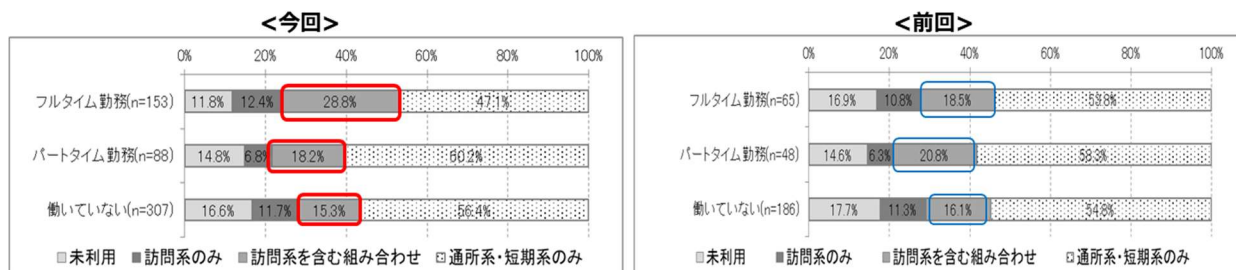 <今回>
0% 20% 40% 60% 80% 100%
フルタイム勤務(n=153) 11.8% 12.4% 28.8% 47.1%
パートタイム勤務(n=88) 14.8% 6.8% 18.2% 60.2%
働いていない(n=307) 16.6% 11.7% 15.3% 56.4%
未利用 訪問系のみ 訪問系を含む組み合わせ 通所系・短期系のみ
<前回>
0% 20% 40% 60% 80% 100%
フルタイム勤務(n=65) 16.9% 10.8% 18.5% 53.8%
パートタイム勤務(n=48) 14.6% 6.3% 20.8% 58.3%
働いていない(n=186) 17.7% 11.3% 16.1% 54.8%
未利用 訪問系のみ 訪問系を含む組み合わせ 通所系・短期系のみ